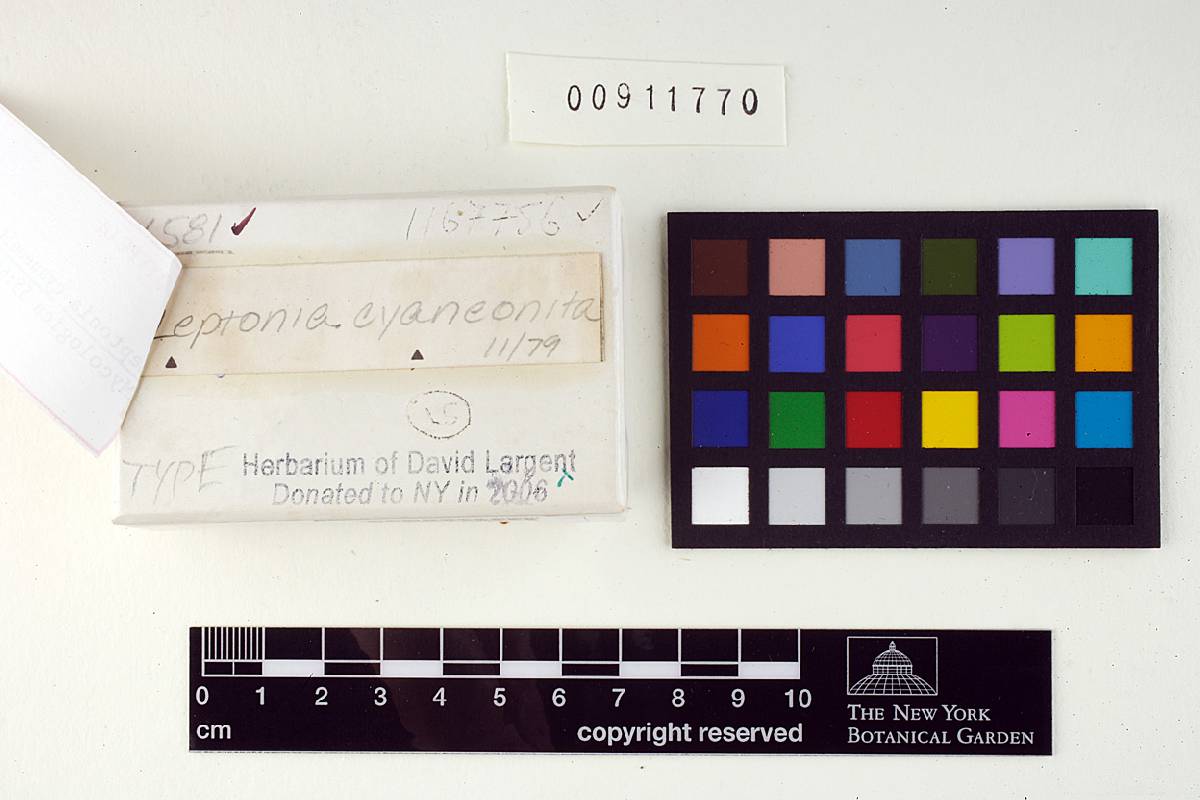 00911770
1581 ✓
1167756 ✓
Leptonia cyaneonita
11/79
TYPE
Herbarium of David Largent
Donated to NY in 2006
0 1 2 3 4 5 6 7 8 9 10
cm
copyright reserved
THE NEW YORK
BOTANICAL GARDEN